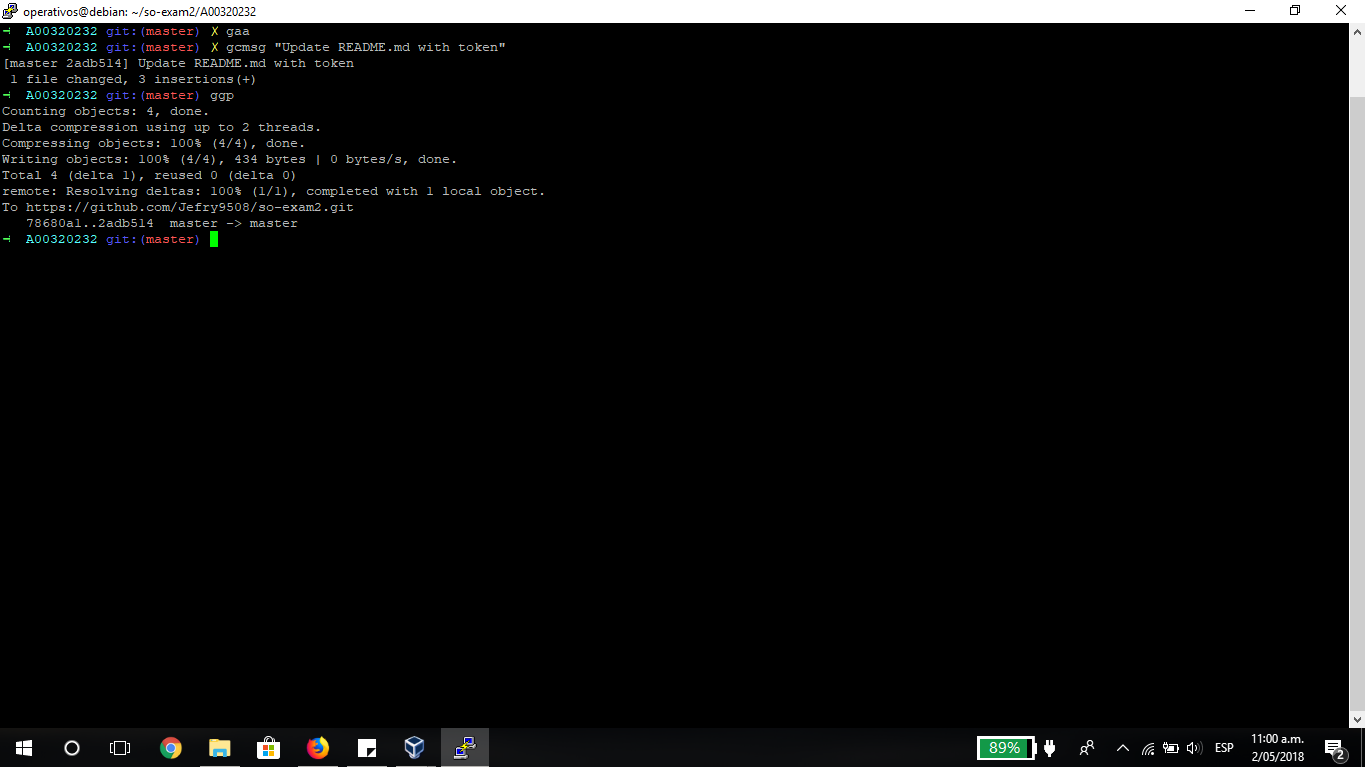 operativos@debian: ~/so-exam2/A00320232
A00320232 git:(master) ✗ gaa
A00320232 git:(master) ✗ gcmsg "Update README.md with token"
[master 2adb514] Update README.md with token
1 file changed, 3 insertions(+)
A00320232 git:(master) ggp
Counting objects: 4, done.
Delta compression using up to 2 threads.
Compressing objects: 100% (4/4), done.
Writing objects: 100% (4/4), 434 bytes | 0 bytes/s, done.
Total 4 (delta 1), reused 0 (delta 0)
remote: Resolving deltas: 100% (1/1), completed with 1 local object.
To https://github.com/Jefry9508/so-exam2.git
78680a1..2adb514  master -> master
A00320232 git:(master)
89%
ESP
11:00 a.m.
2/05/2018
2